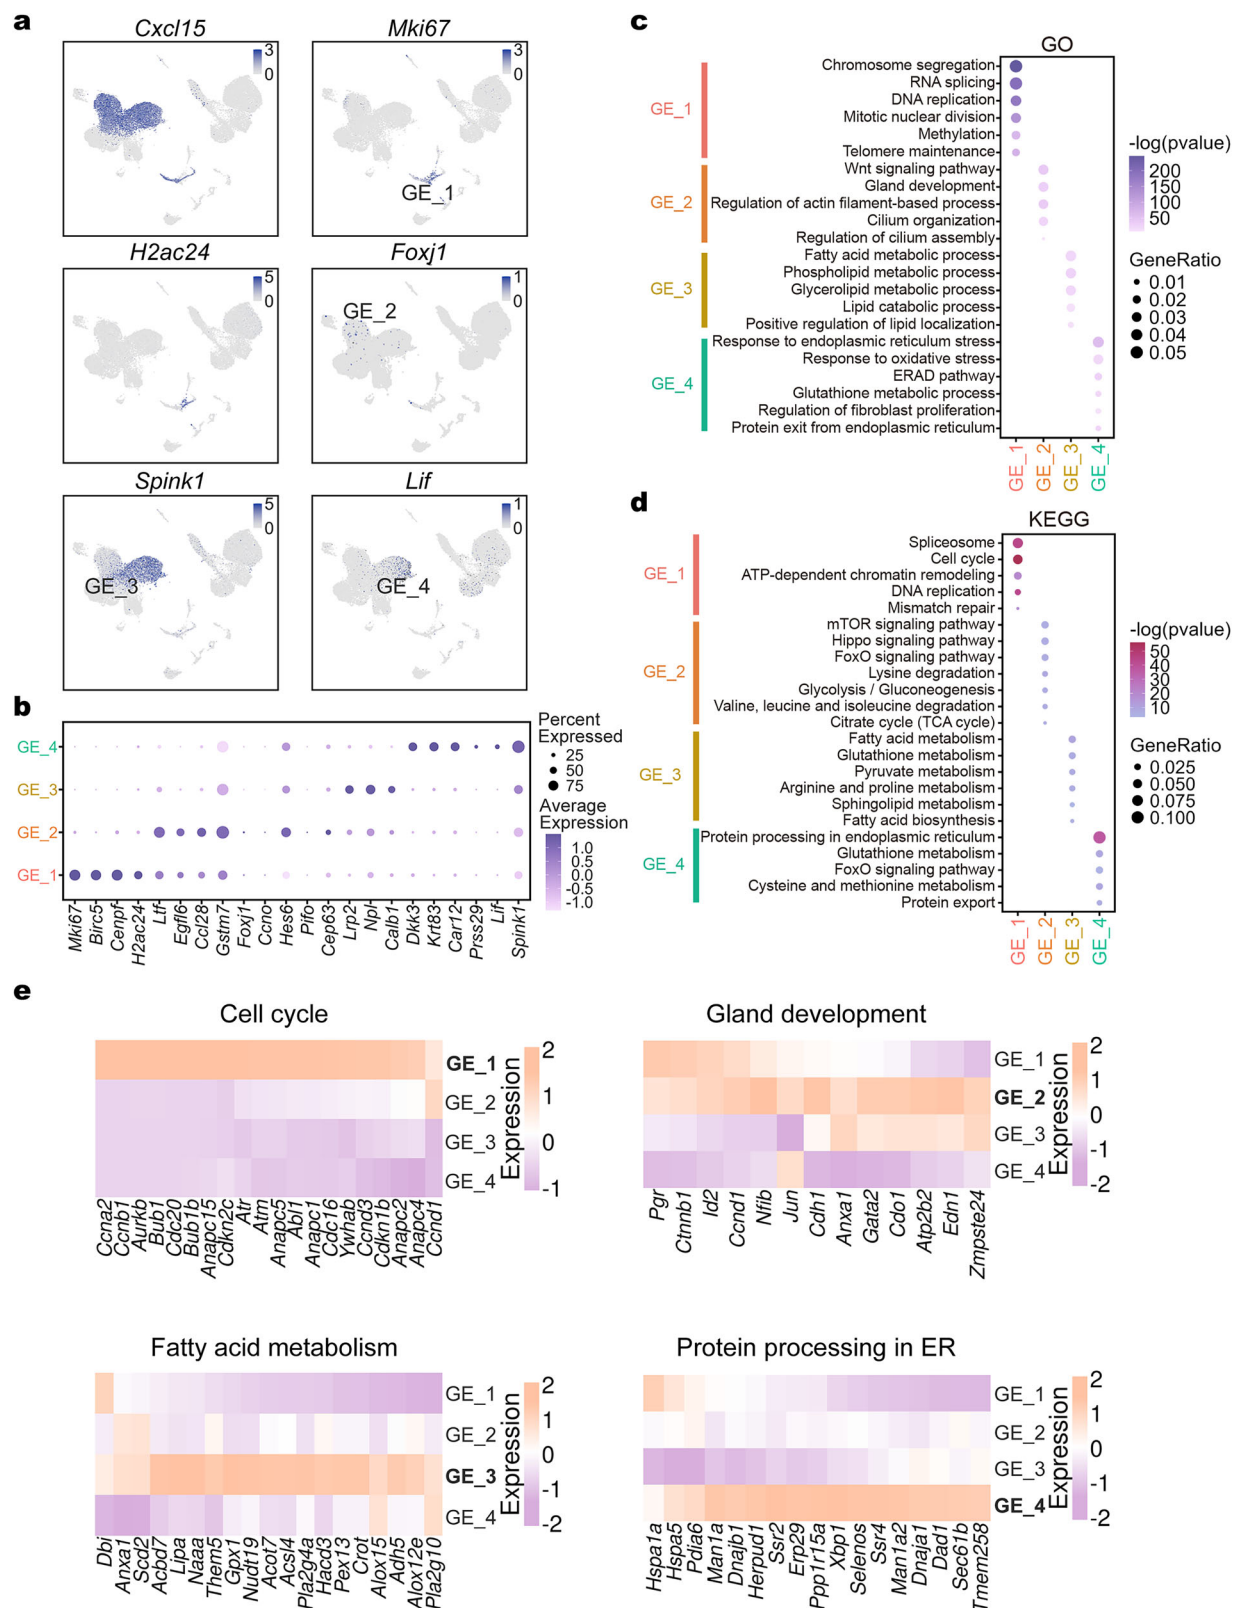 a
Cxcl15
3
0
Mki67
3
0
GE_1
H2ac24
5
0
Foxj1
1
0
GE_2
Spink1
5
0
GE_3
Lif
1
0
GE_4
b
GE_4
GE_3
GE_2
GE_1
Mki67
Birc5
Cenpf
H2ac24
Ltf
Egfl6
Ccl28
Gstm7
Foxj1
Ccno
Hes6
Pifo
Cep63
Lrp2
Npl
Calb1
Dkk3
Krt83
Car12
Prss29
Lif
Spink1
Percent
Expressed
25
50
75
Average
Expression
1.0
0.5
0.0
-0.5
-1.0
c
GO
GE_1
Chromosome segregation
RNA splicing
DNA replication
Mitotic nuclear division
Methylation
Telomere maintenance
GE_2
Wnt signaling pathway
Gland development
Regulation of actin filament-based process
Cilium organization
Regulation of cilium assembly
GE_3
Fatty acid metabolic process
Phospholipid metabolic process
Glycerolipid metabolic process
Lipid catabolic process
Positive regulation of lipid localization
GE_4
Response to endoplasmic reticulum stress
Response to oxidative stress
ERAD pathway
Glutathione metabolic process
Regulation of fibroblast proliferation
Protein exit from endoplasmic reticulum
GE_1
GE_2
GE_3
GE_4
-log(pvalue)
200
150
100
50
GeneRatio
0.01
0.02
0.03
0.04
0.05
d
KEGG
GE_1
Spliceosome
Cell cycle
ATP-dependent chromatin remodeling
DNA replication
Mismatch repair
GE_2
mTOR signaling pathway
Hippo signaling pathway
FoxO signaling pathway
Lysine degradation
Glycolysis / Gluconeogenesis
Valine, leucine and isoleucine degradation
Citrate cycle (TCA cycle)
GE_3
Fatty acid metabolism
Glutathione metabolism
Pyruvate metabolism
Arginine and proline metabolism
Sphingolipid metabolism
Fatty acid biosynthesis
GE_4
Protein processing in endoplasmic reticulum
Glutathione metabolism
FoxO signaling pathway
Cysteine and methionine metabolism
Protein export
GE_1
GE_2
GE_3
GE_4
-log(pvalue)
50
40
30
20
10
GeneRatio
0.025
0.050
0.075
0.100
e
Cell cycle
GE_1
GE_2
GE_3
GE_4
Expression
2
1
0
-1
Ccna2
Ccnb1
Aurkb
Bub1
Cdc20
Bub1b
Anapc15
Cdkn2c
Atr
Atm
Anapc5
Abl1
Anapc1
Cdc16
Ywhab
Ccnd3
Cdkn1b
Anapc2
Anapc4
Ccnd1
Gland development
GE_1
GE_2
GE_3
GE_4
Expression
2
1
0
-1
-2
Pgr
Ctnnb1
Id2
Ccnd1
Nfib
Jun
Cdh1
Anxa1
Gata2
Cdo1
Atp2b2
Edn1
Zmpste24
Fatty acid metabolism
GE_1
GE_2
GE_3
GE_4
Expression
2
1
0
-1
-2
Dbi
Anxa1
Scd2
Acbd7
Lipa
Naaa
Them5
Gpx1
Nudt19
Acot7
Acsl4
Pla2g4a
Hacd3
Pex13
Crot
Alox15
Adh5
Alox12e
Pla2g10
Protein processing in ER
GE_1
GE_2
GE_3
GE_4
Expression
2
1
0
-1
-2
Hspa1a
Hspa5
Pdia6
Man1a
Dnajb1
Herpud1
Ssr2
Erp29
Ppp1r15a
Xbp1
Selenos
Ssr4
Man1a2
Dnaja1
Dad1
Sec61b
Tmem258